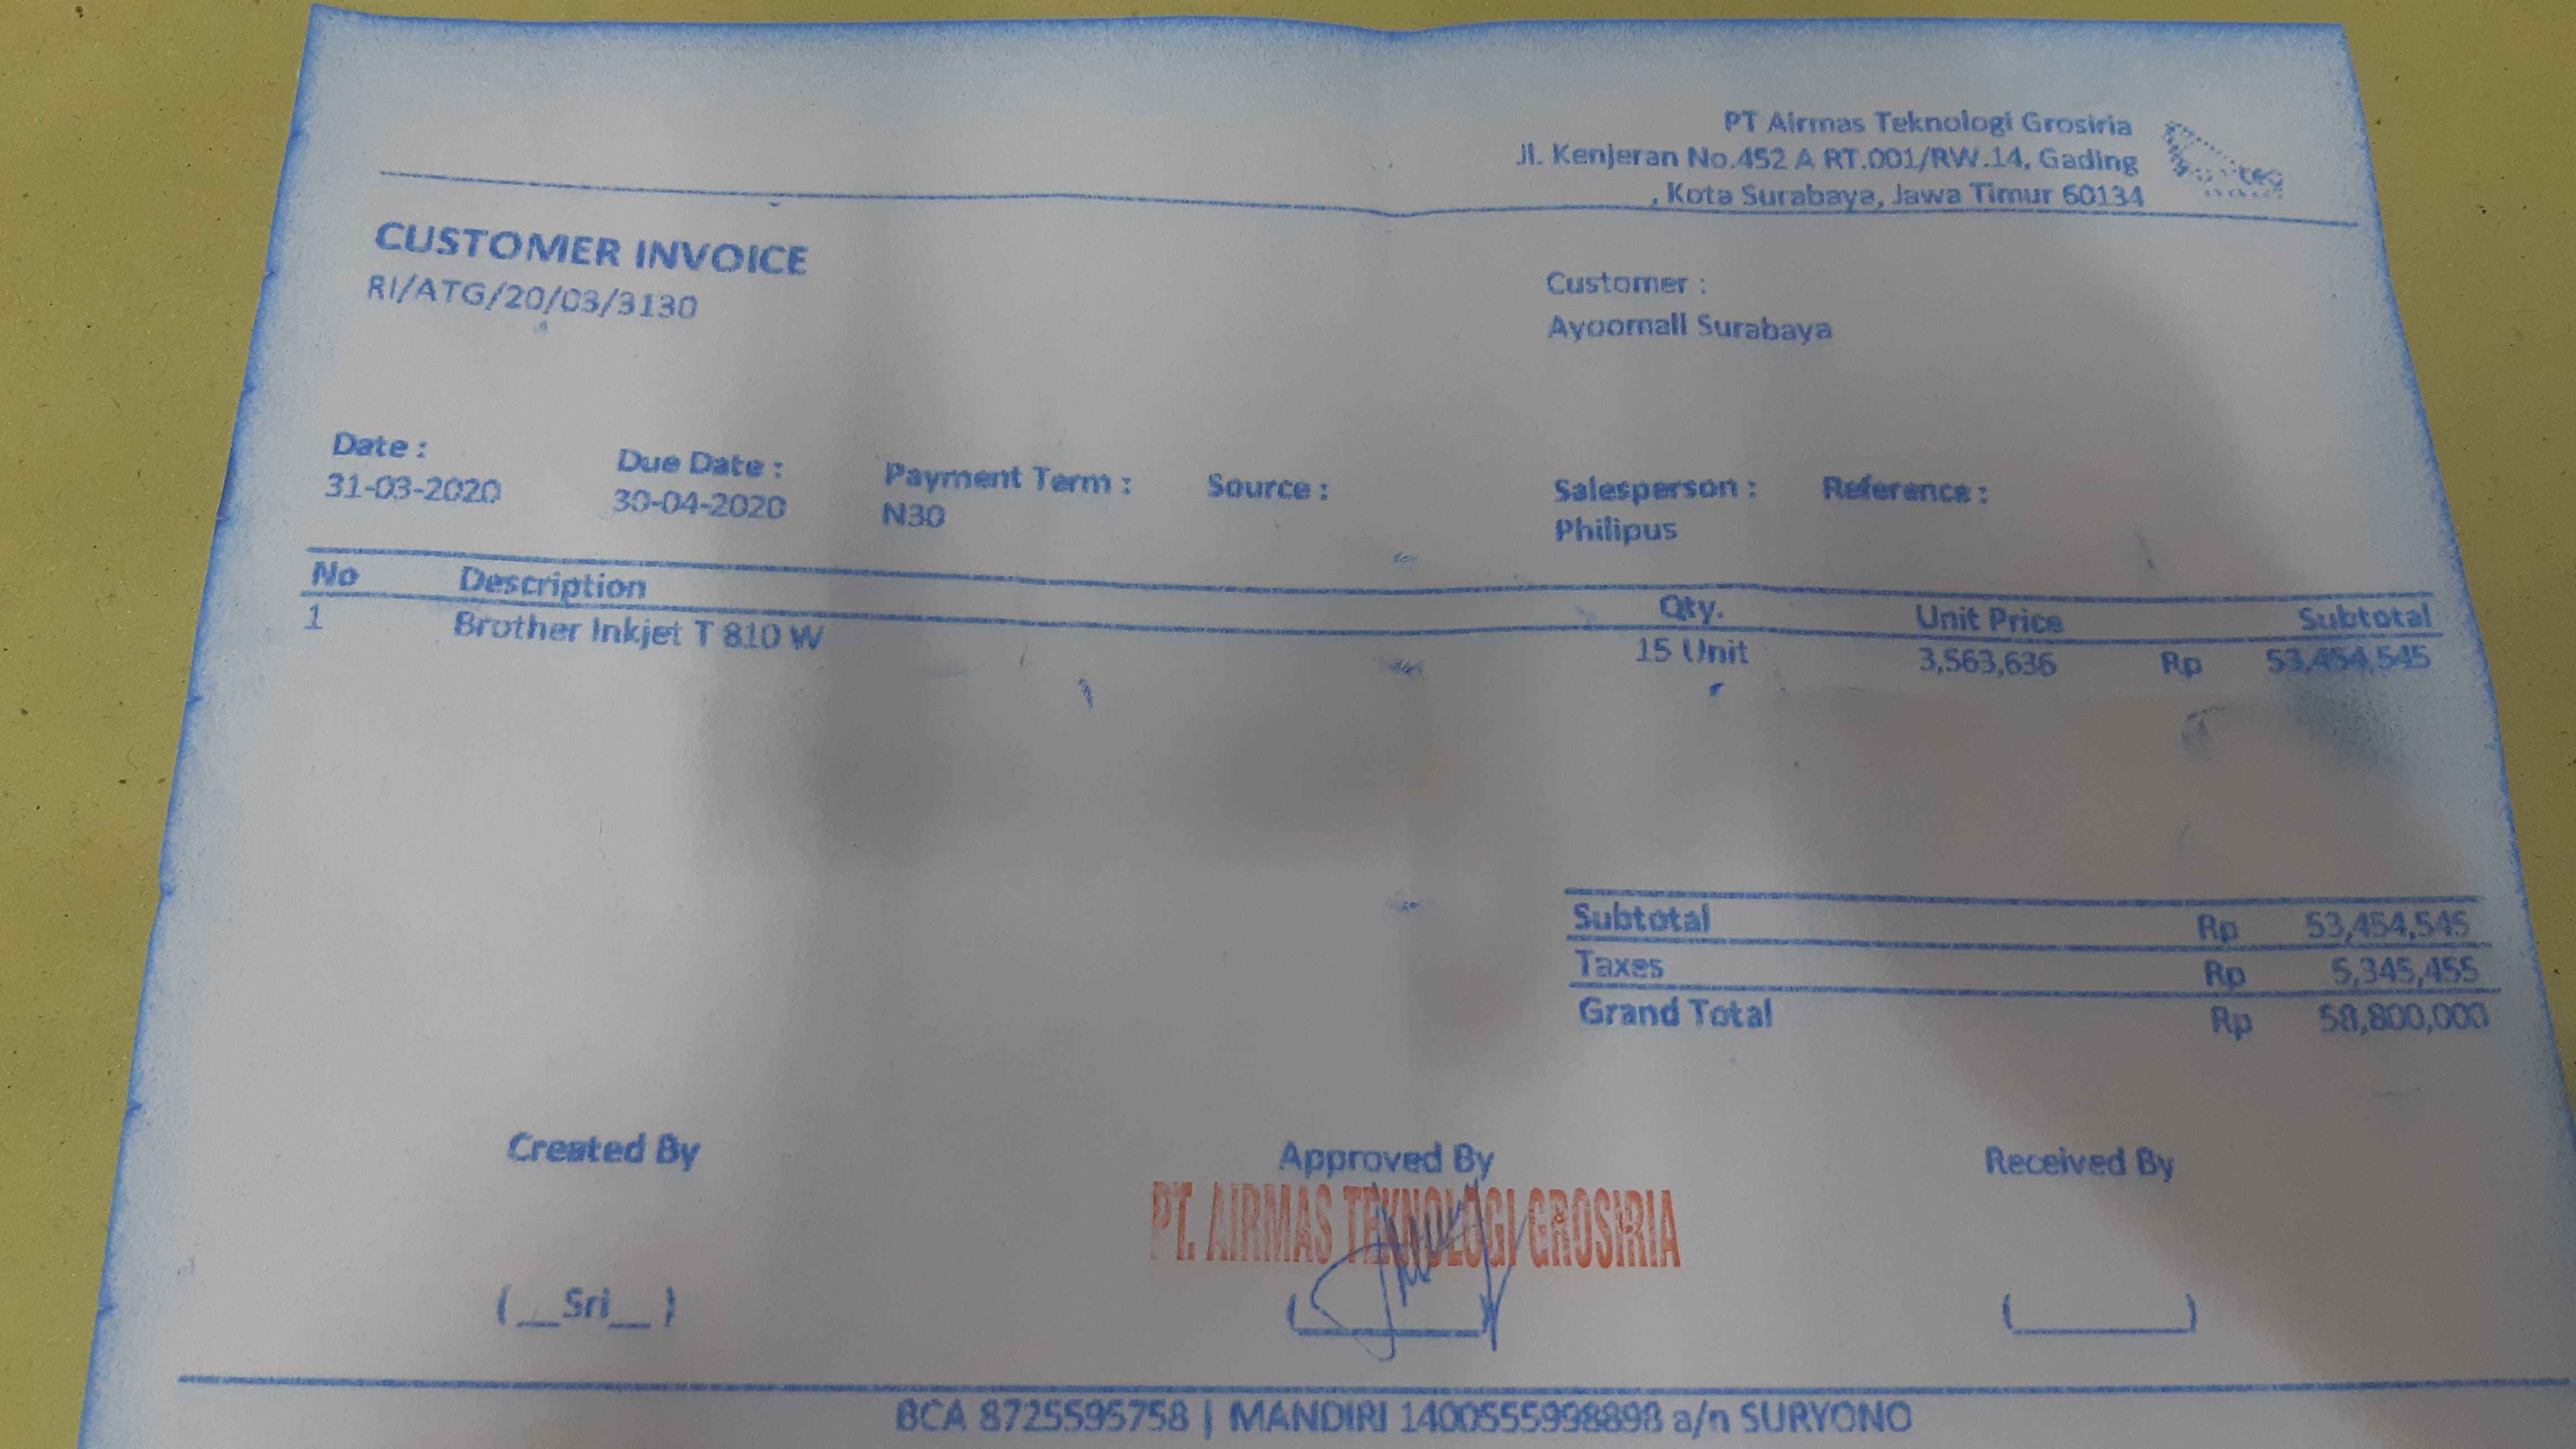 PT Airmas Teknologi Grosiria
Jl. Kenjeran No.452 A RT.001/RW.14, Gading
, Kota Surabaya, Jawa Timur 60134
CUSTOMER INVOICE
RI/ATG/20/03/3130
Customer :
Ayoomall Surabaya
Date : Due Date : Payment Term : Source : Salesperson : Reference :
31-03-2020 30-04-2020 N30 Philipus
No Description Qty. Unit Price Subtotal
1 Brother Inkjet T 810 W 15 Unit 3,563,636 Rp 53,454,545
Subtotal Rp 53,454,545
Taxes Rp 5,345,455
Grand Total Rp 58,800,000
Created By Approved By Received By
PT. AIRMAS TEKNOLOGI GROSIRIA
( __Sri__ ) (________) (________)
BCA 8725595758 | MANDIRI 1400555998898 a/n SURYONO